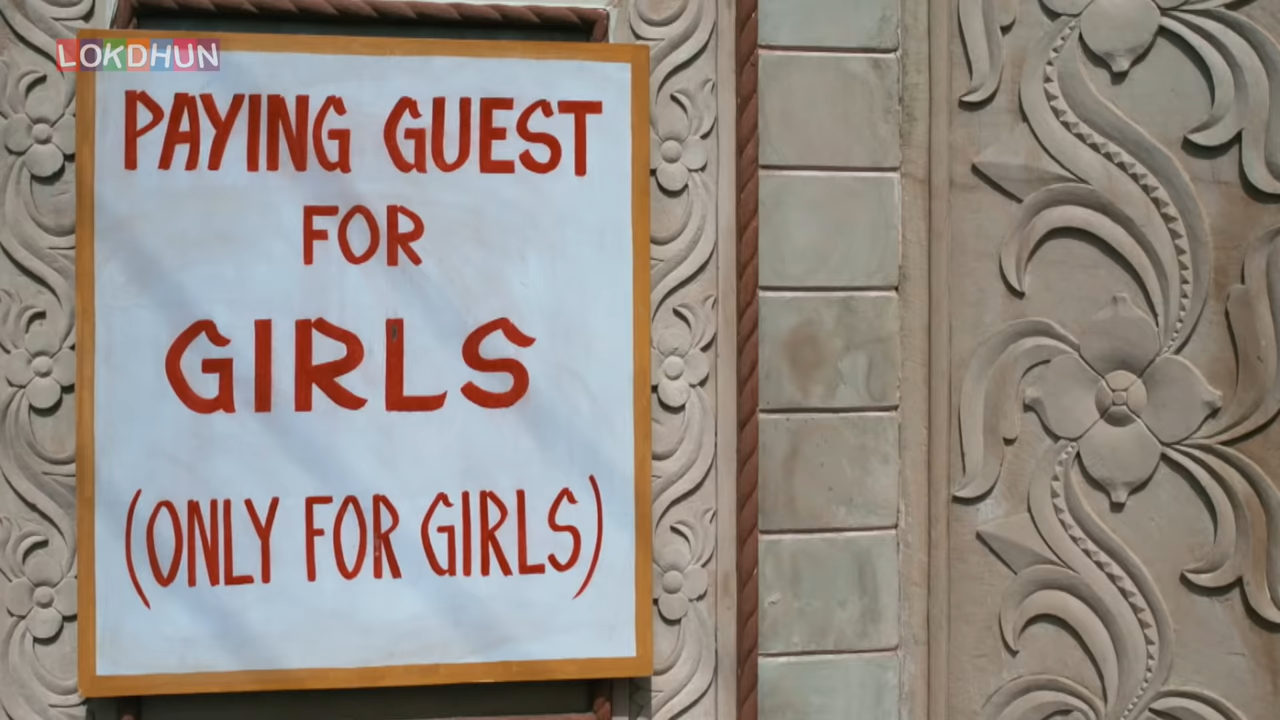 LOKDHUN
PAYING GUEST
FOR
GIRLS
(ONLY FOR GIRLS)